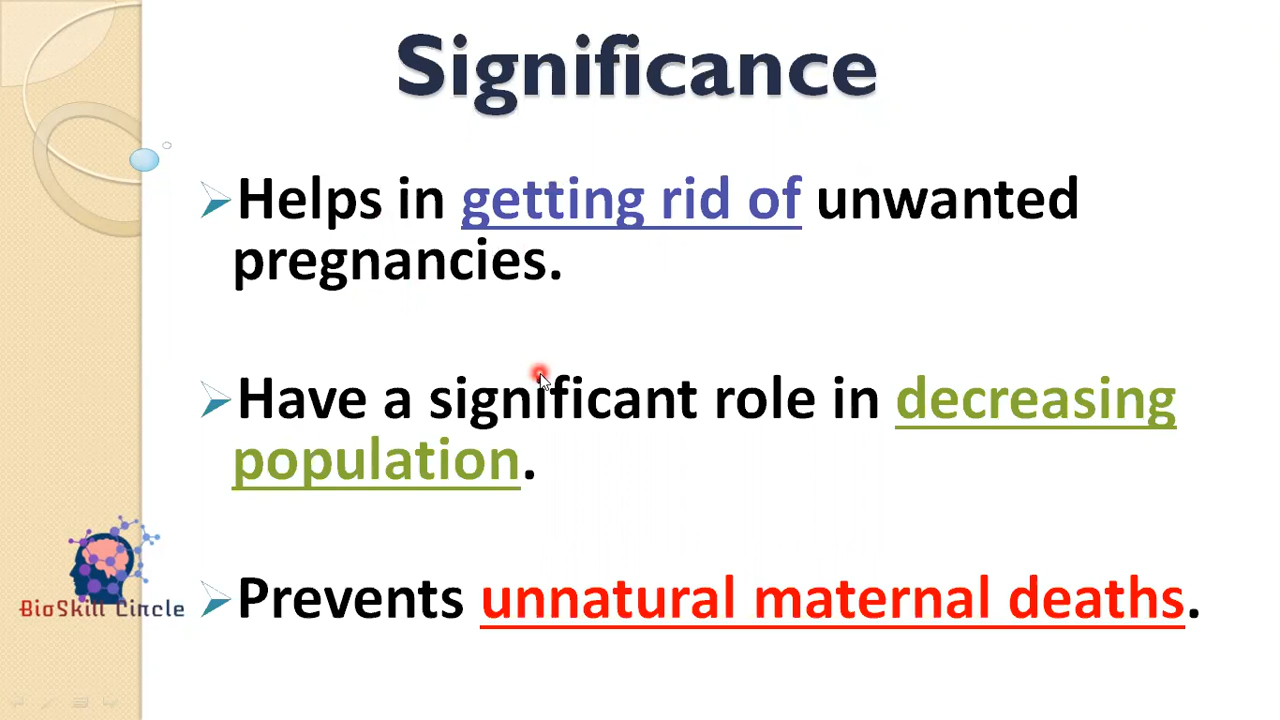 Significance
Helps in getting rid of unwanted
pregnancies.
Have a significant role in decreasing
population.
Prevents unnatural maternal deaths.
BioSkill Circle